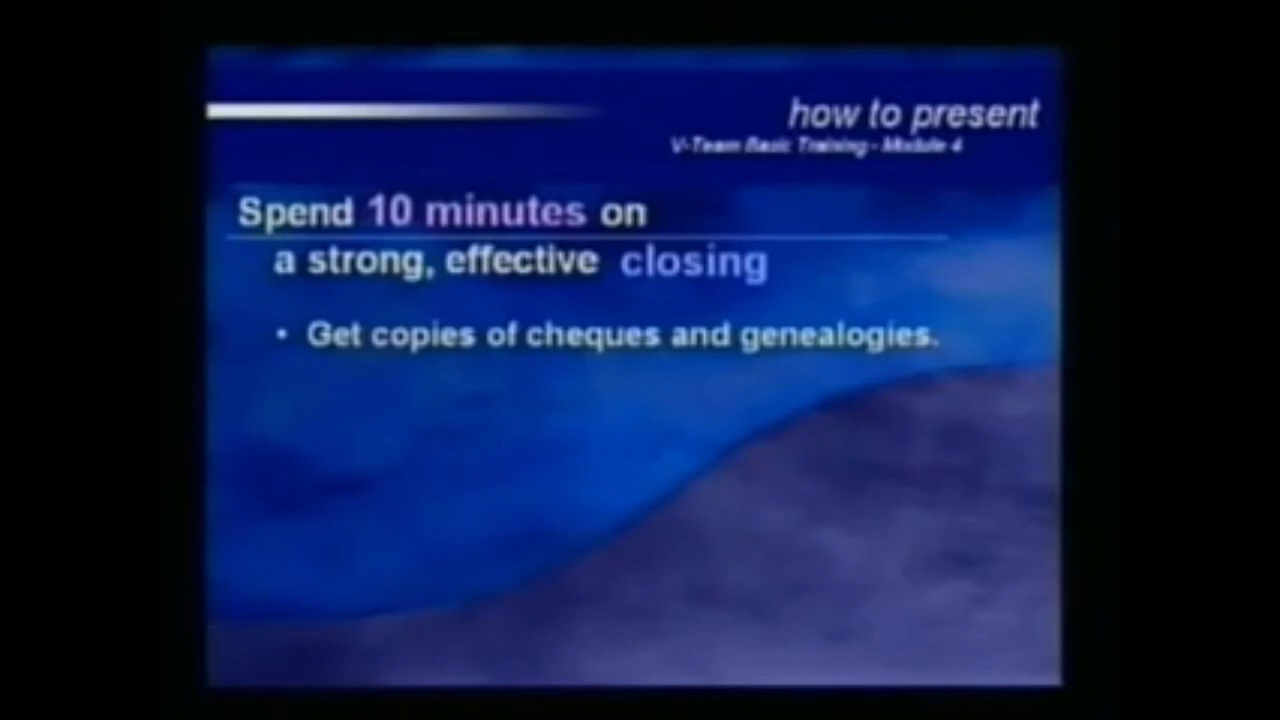 how to present
V-Team Basic Training - Module 4
Spend 10 minutes on
a strong, effective closing
• Get copies of cheques and genealogies.